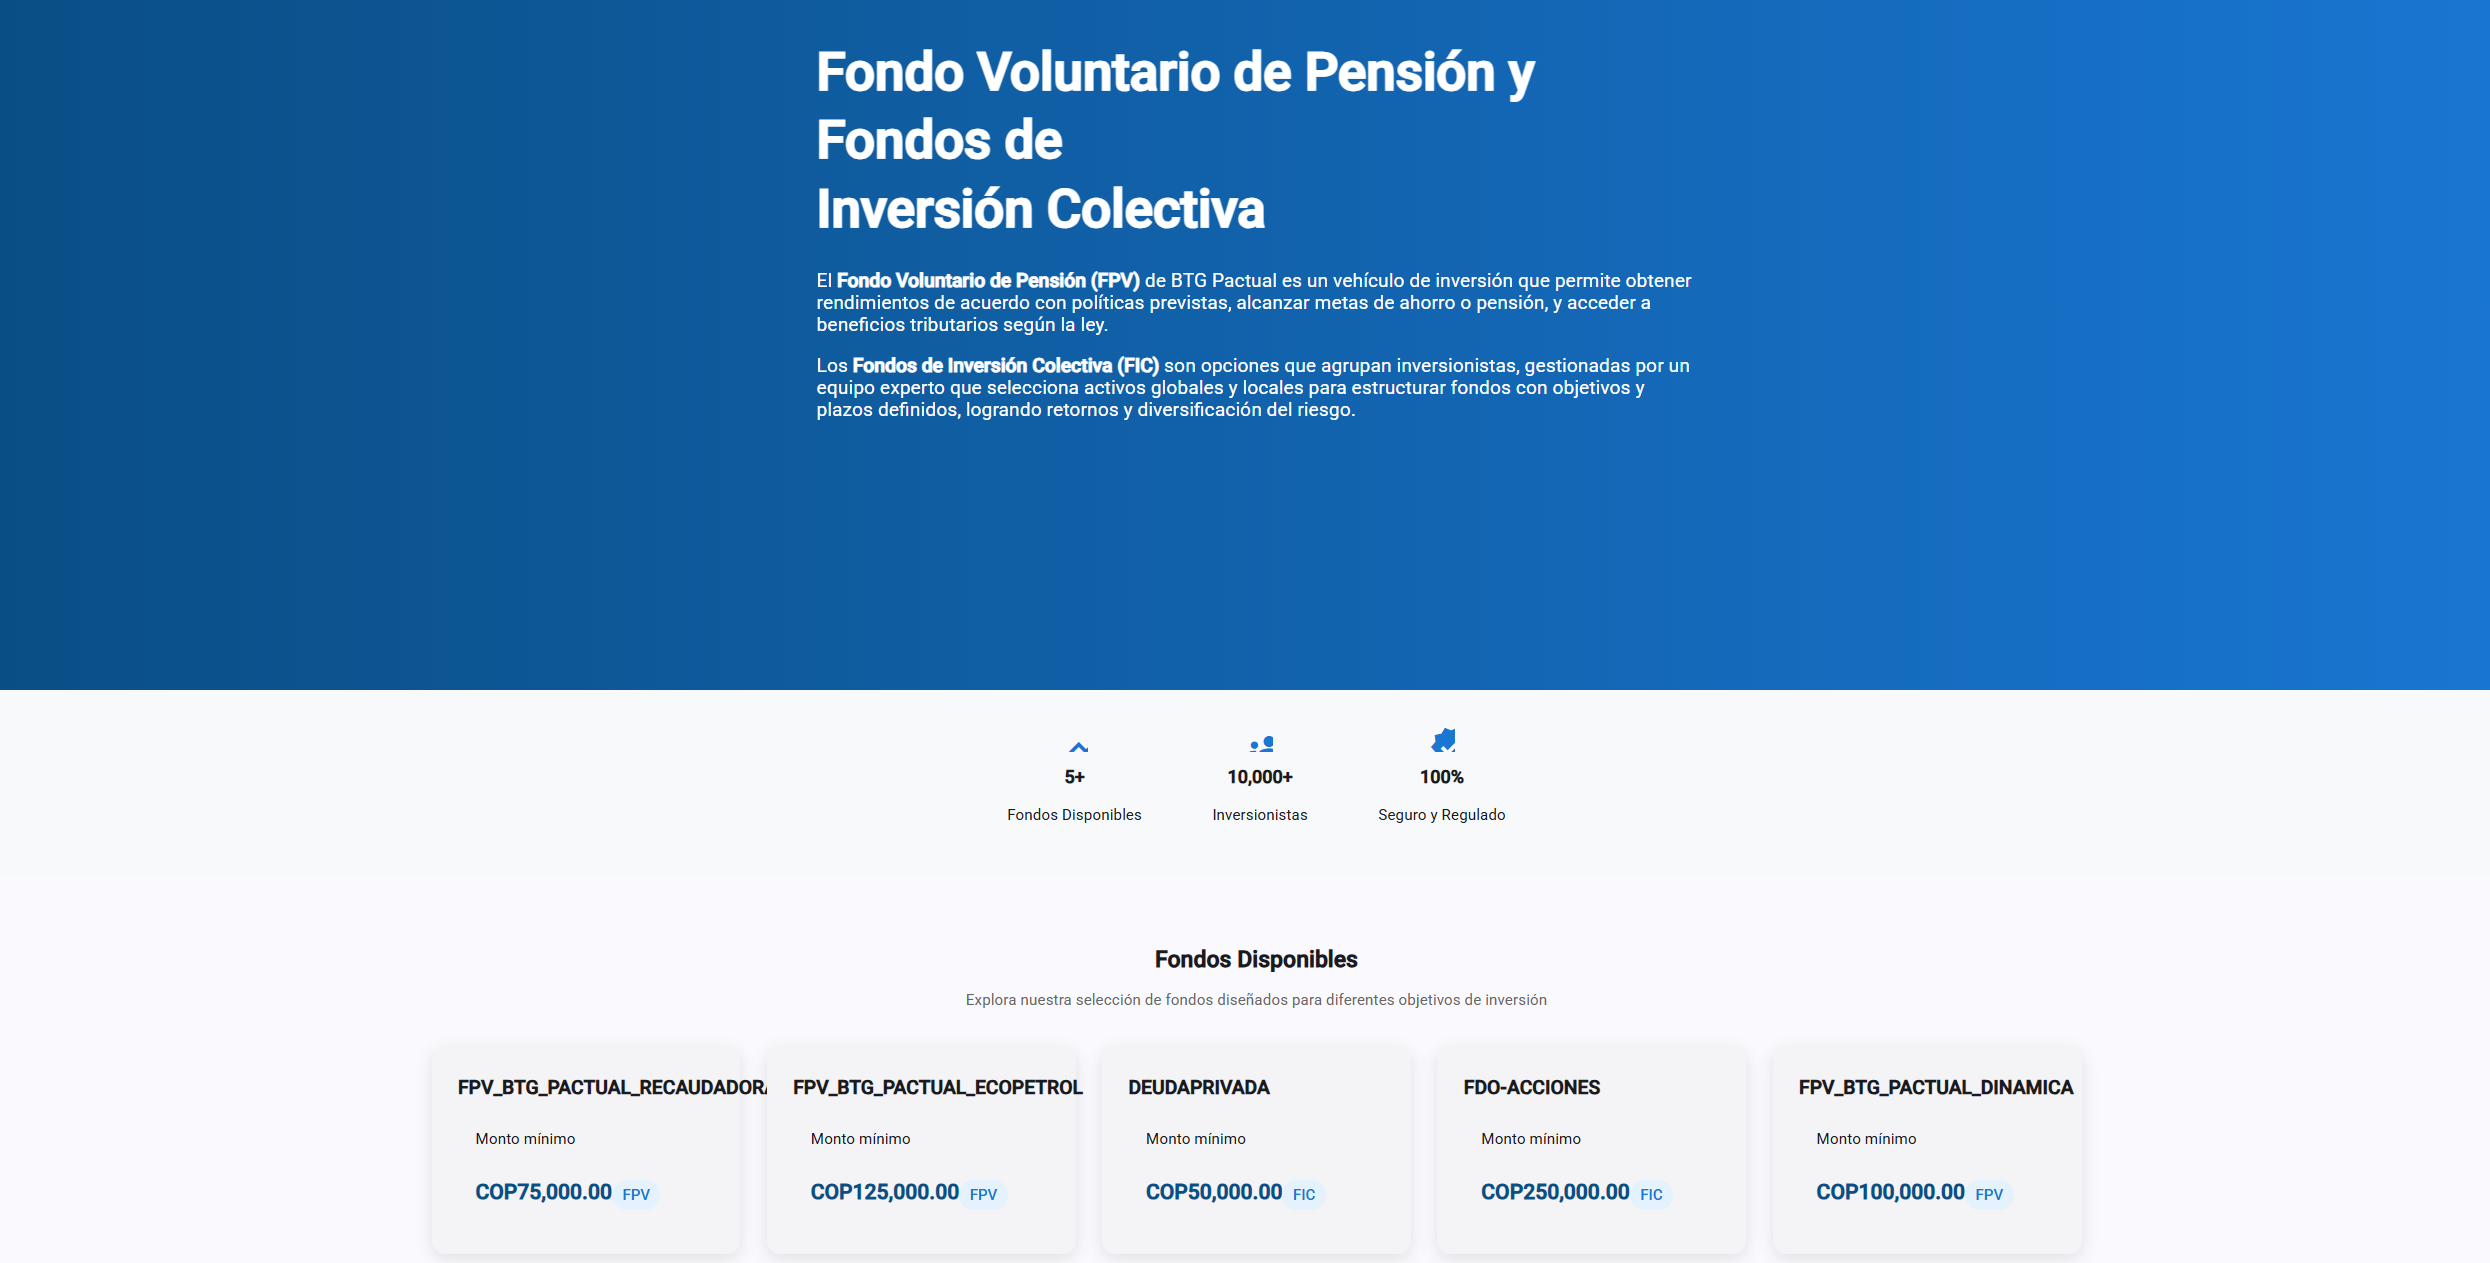 Fondo Voluntario de Pensión y
Fondos de
Inversión Colectiva
El Fondo Voluntario de Pensión (FPV) de BTG Pactual es un vehículo de inversión que permite obtener
rendimientos de acuerdo con políticas previstas, alcanzar metas de ahorro o pensión, y acceder a
beneficios tributarios según la ley.
Los Fondos de Inversión Colectiva (FIC) son opciones que agrupan inversionistas, gestionadas por un
equipo experto que selecciona activos globales y locales para estructurar fondos con objetivos y
plazos definidos, logrando retornos y diversificación del riesgo.
5+
Fondos Disponibles
10,000+
Inversionistas
100%
Seguro y Regulado
Fondos Disponibles
Explora nuestra selección de fondos diseñados para diferentes objetivos de inversión
FPV_BTG_PACTUAL_RECAUDADORA
Monto mínimo
COP75,000.00 FPV
FPV_BTG_PACTUAL_ECOPETROL
Monto mínimo
COP125,000.00 FPV
DEUDAPRIVADA
Monto mínimo
COP50,000.00 FIC
FDO-ACCIONES
Monto mínimo
COP250,000.00 FIC
FPV_BTG_PACTUAL_DINAMICA
Monto mínimo
COP100,000.00 FPV